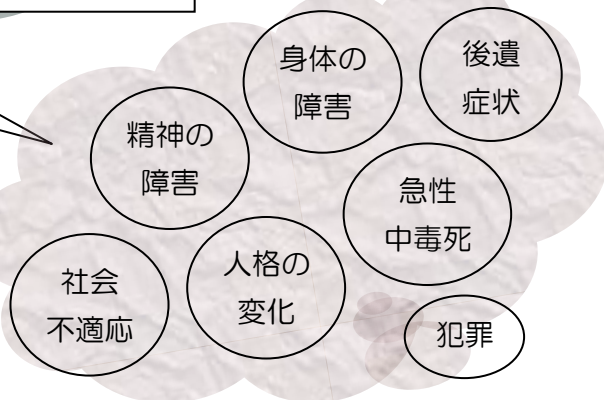 身体の
障害
後遺
症状
精神の
障害
急性
中毒死
人格の
変化
社会
不適応
犯罪